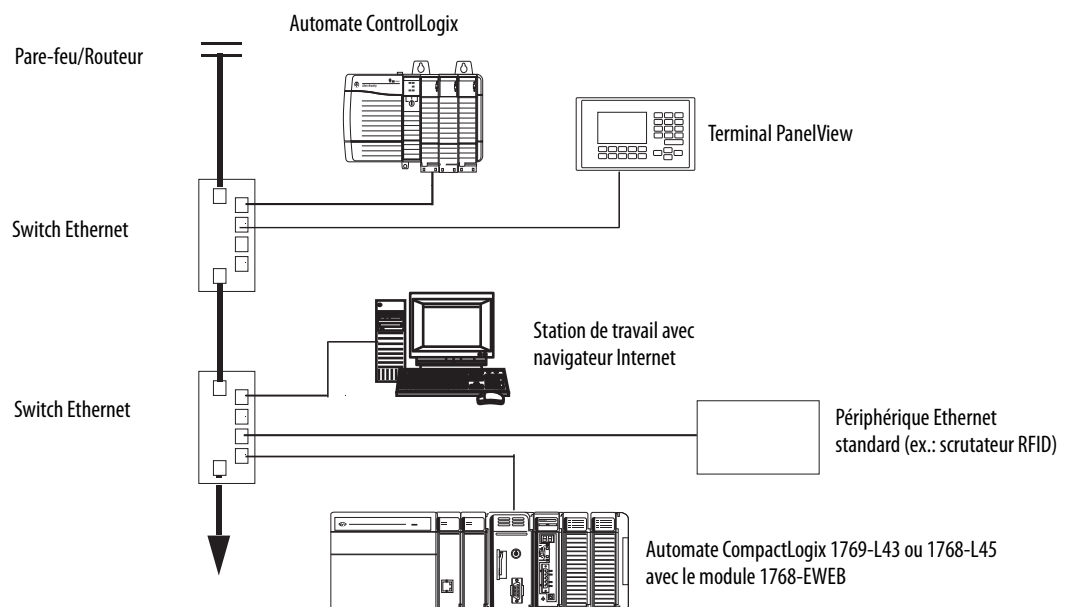 Automate ControlLogix
Pare-feu/Routeur
Terminal PanelView
Switch Ethernet
Station de travail avec
navigateur Internet
Switch Ethernet
Périphérique Ethernet
standard (ex.: scrutateur RFID)
Automate CompactLogix 1769-L43 ou 1768-L45
avec le module 1768-EWEB